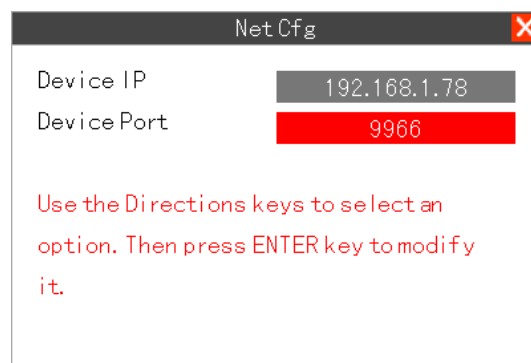 Net Cfg
Device IP
192.168.1.78
Device Port
9966
Use the Directions keys to select an
option. Then press ENTER key to modify
it.